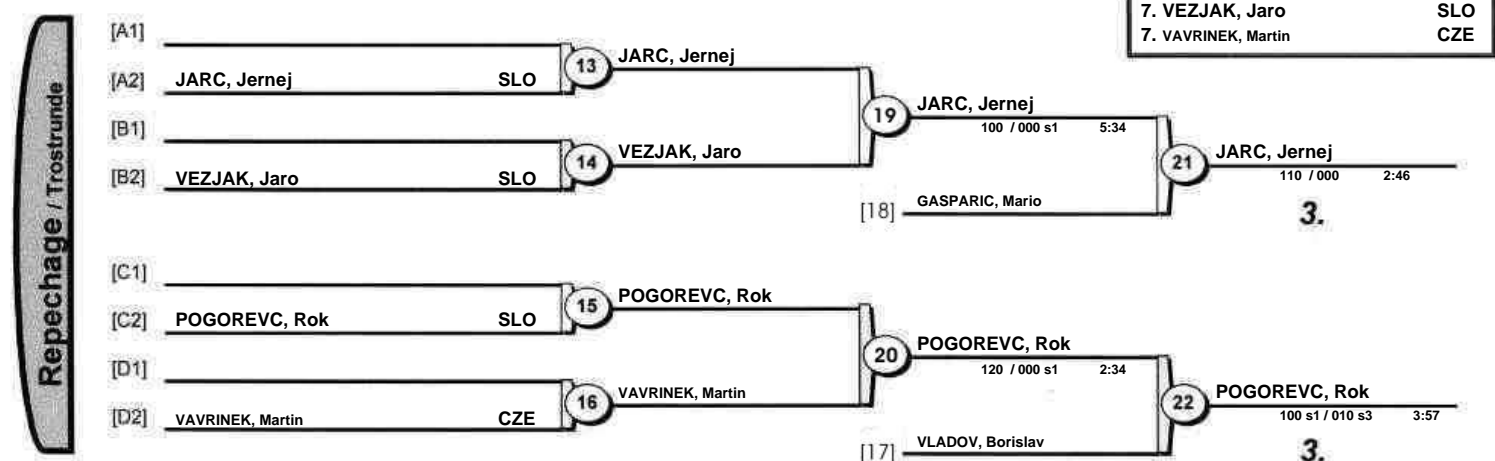 7. VEZJAK, Jaro SLO
7. VAVRINEK, Martin CZE
Repechage / Trostrunde
[A1]
[A2] JARC, Jernej SLO
13 JARC, Jernej
[B1]
[B2] VEZJAK, Jaro SLO
14 VEZJAK, Jaro
19 JARC, Jernej
100 / 000 s1 5:34
[18] GASPARIC, Mario
21 JARC, Jernej
110 / 000 2:46
3.
[C1]
[C2] POGOREVC, Rok SLO
15 POGOREVC, Rok
[D1]
[D2] VAVRINEK, Martin CZE
16 VAVRINEK, Martin
20 POGOREVC, Rok
120 / 000 s1 2:34
[17] VLADOV, Borislav
22 POGOREVC, Rok
100 s1 / 010 s3 3:57
3.